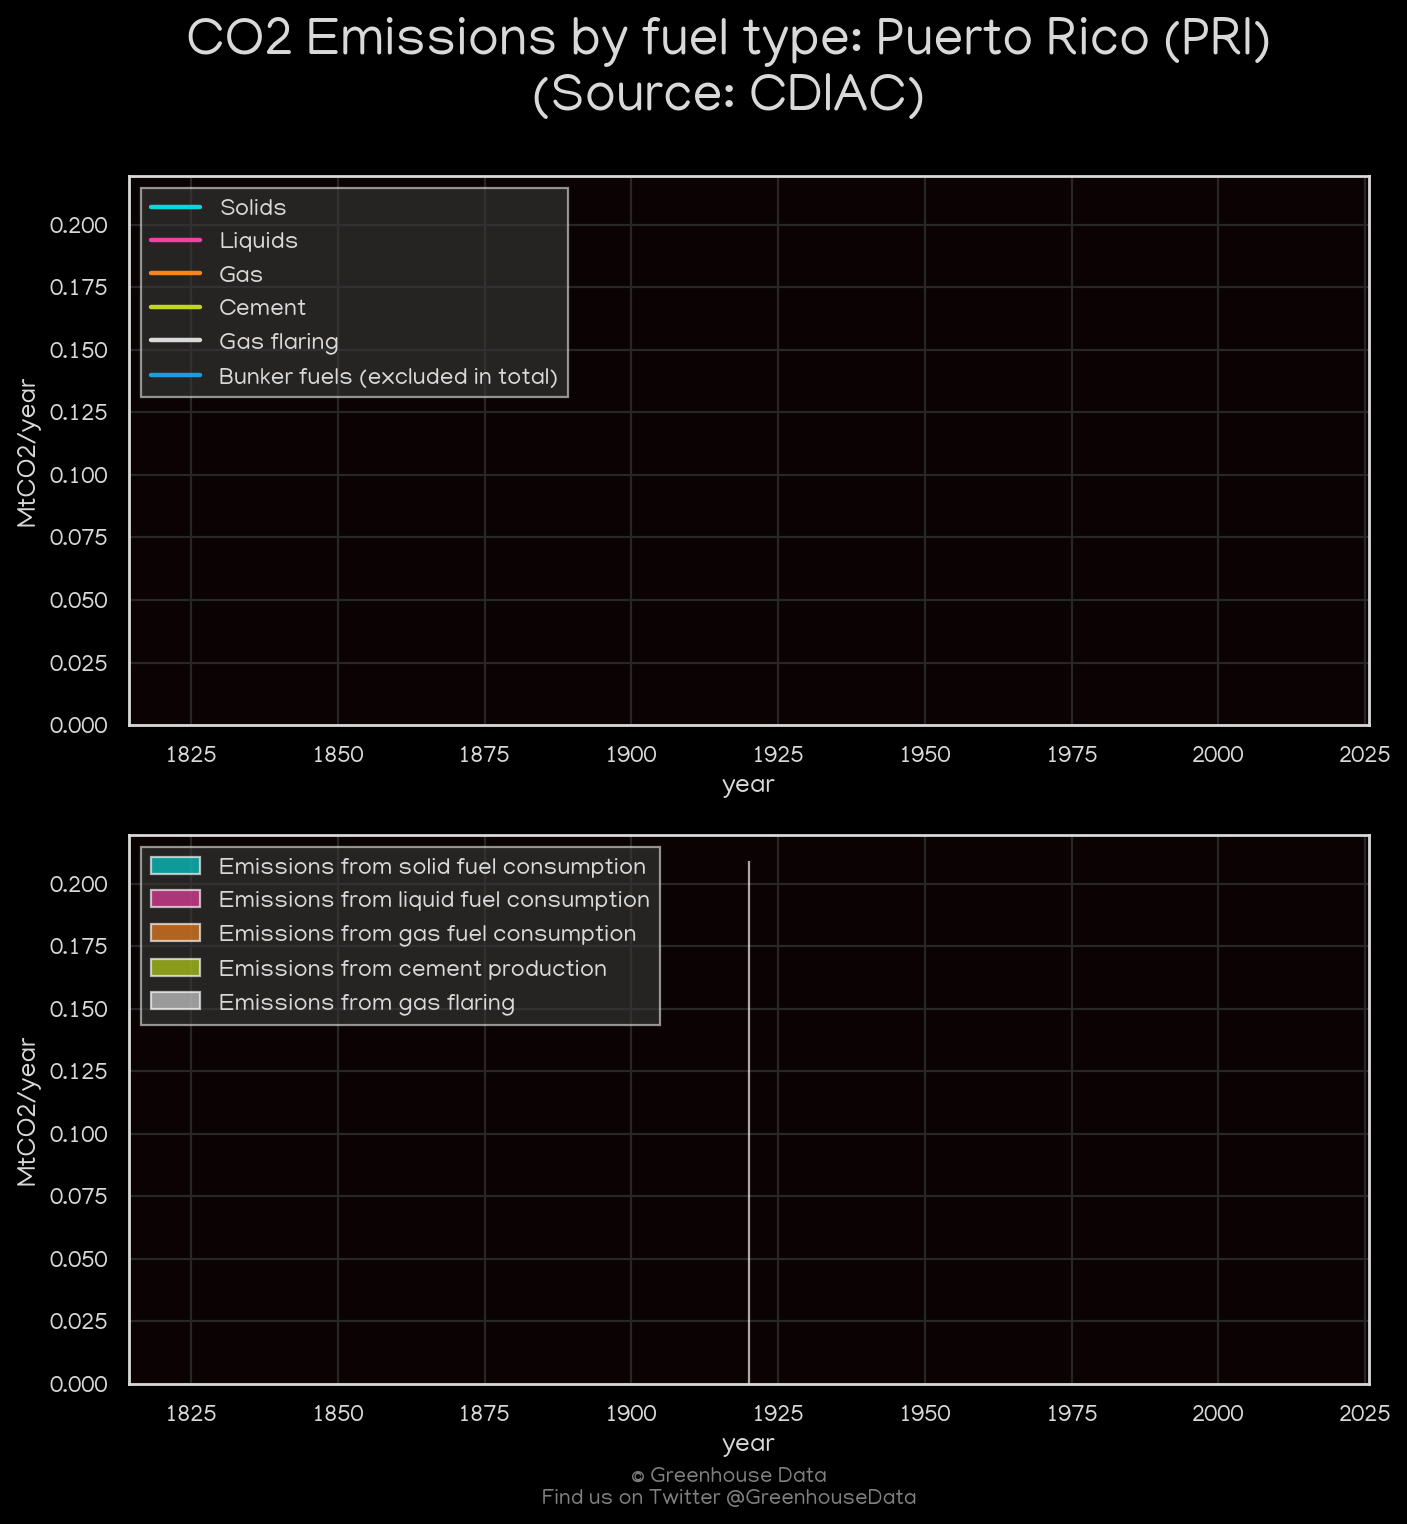 CO2 Emissions by fuel type: Puerto Rico (PRI)
(Source: CDIAC)
Solids
Liquids
Gas
Cement
Gas flaring
Bunker fuels (excluded in total)
MtCO2/year
0.200
0.175
0.150
0.125
0.100
0.075
0.050
0.025
0.000
1825 1850 1875 1900 1925 1950 1975 2000 2025
year
Emissions from solid fuel consumption
Emissions from liquid fuel consumption
Emissions from gas fuel consumption
Emissions from cement production
Emissions from gas flaring
MtCO2/year
0.200
0.175
0.150
0.125
0.100
0.075
0.050
0.025
0.000
1825 1850 1875 1900 1925 1950 1975 2000 2025
year
© Greenhouse Data
Find us on Twitter @GreenhouseData